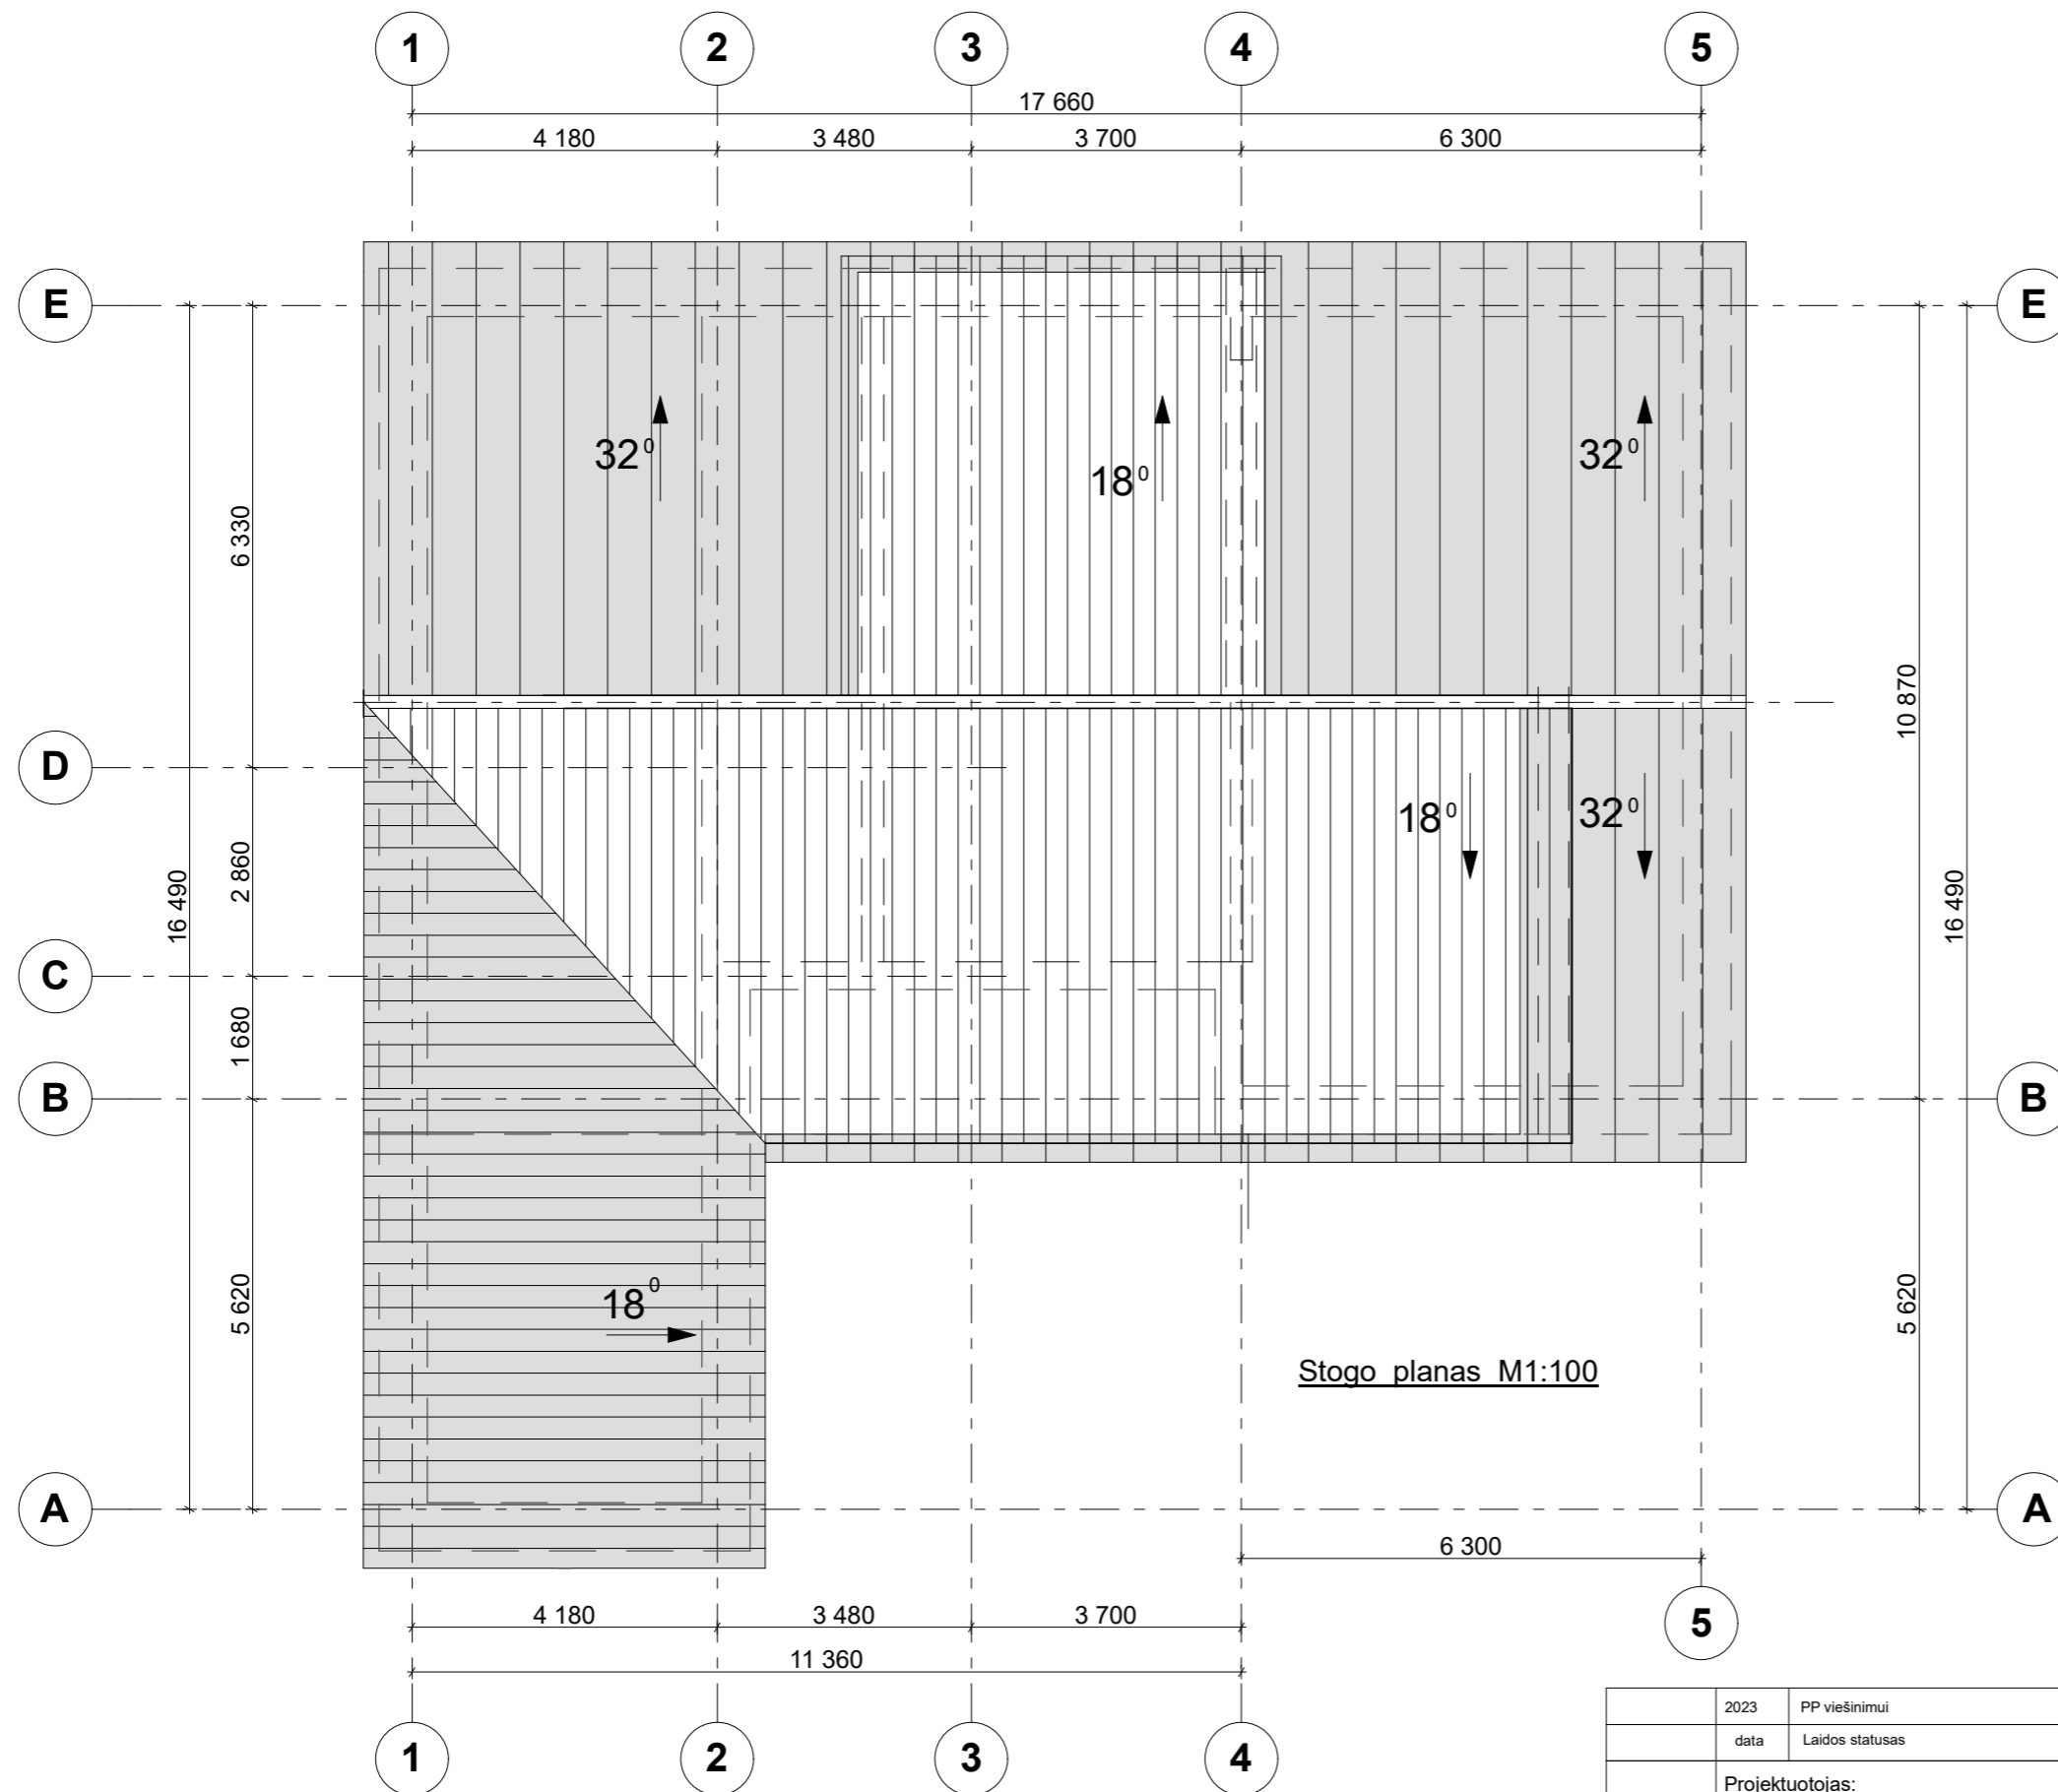 1 2 3 4 5
17 660
4 180 3 480 3 700 6 300
E E
32⁰ 18⁰ 32⁰
6 330
10 870
D
18⁰ 32⁰
16 490 2 860 16 490
C
1 680
B B
5 620 5 620
18⁰
Stogo planas M1:100
A A
6 300
4 180 3 480 3 700
5
11 360
1 2 3 4
2023 PP viešinimui
data Laidos statusas
Projektuotojas: